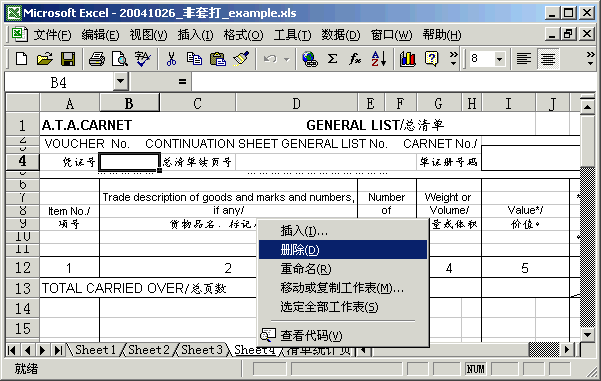 Microsoft Excel - 20041026_非套打_example.xls
文件(F) 编辑(E) 视图(V) 插入(I) 格式(O) 工具(T) 数据(D) 窗口(W) 帮助(H)
8
B4 =
A B C D E F G H I J
1 A.T.A.CARNET GENERAL LIST/总清单
2 VOUCHER No. CONTINUATION SHEET GENERAL LIST No. CARNET No./
4 凭证号 总清单续页号 单证册号码
6
7 Trade description of goods and marks and numbers, Number Weight or
8 Item No./ if any/ of Volume/ Value*/
9 项号 货物品名、标记 量或体积 价值*
10
11
12 1 2 4 5
13 TOTAL CARRIED OVER/总页数
14
15
插入(I)...
删除(D)
重命名(R)
移动或复制工作表(M)...
选定全部工作表(S)
查看代码(V)
Sheet1 Sheet2 Sheet3 Sheet4 清单统计页
就绪 NUM